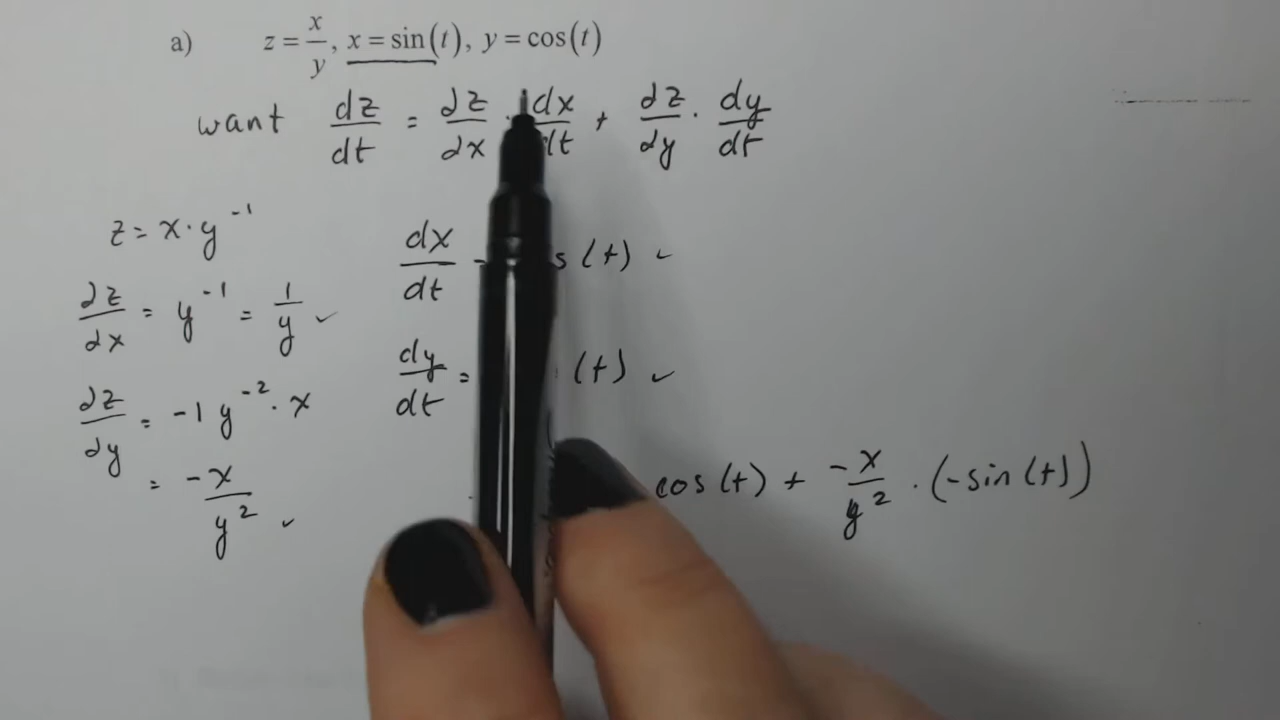 a) z = x/y, x = sin(t), y = cos(t)
want dz/dt = ∂z/∂x · dx/dt + ∂z/∂y · dy/dt
z = x · y⁻¹
∂z/∂x = y⁻¹ = 1/y ✓
∂z/∂y = -1 y⁻² · x
= -x/y² ✓
dx/dt = s(t) ✓
dy/dt = (t) ✓
cos(t) + -x/y² · (-sin(t))